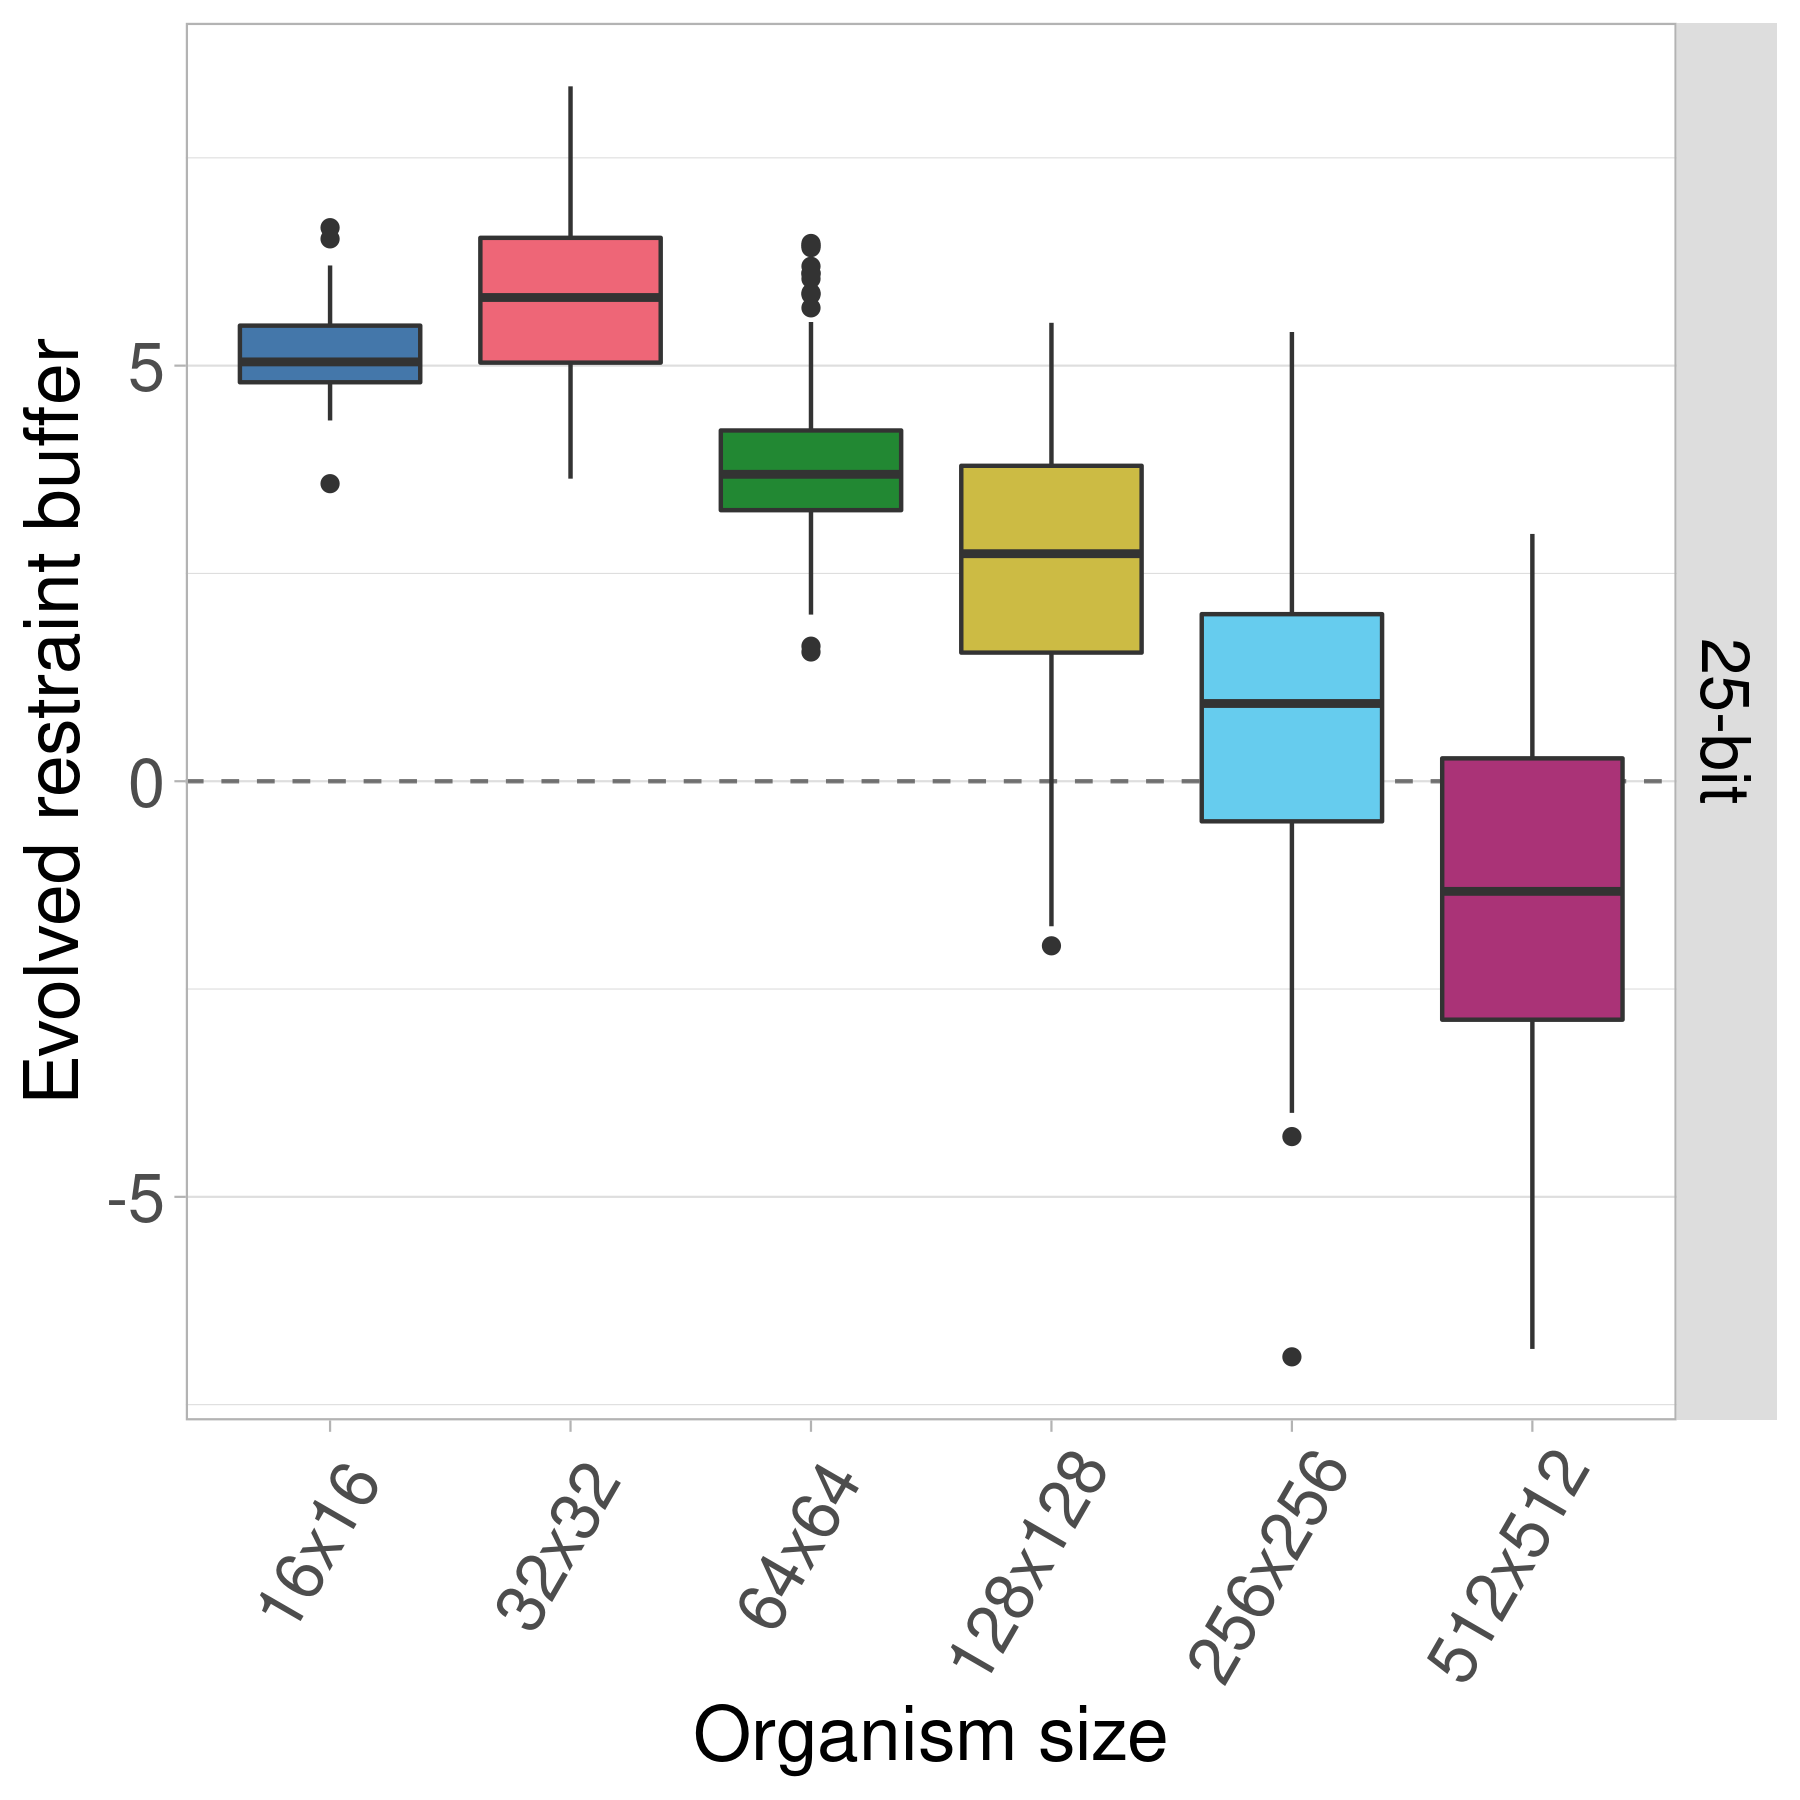 Evolved restraint buffer
5
0
-5
25-bit
16x16
32x32
64x64
128x128
256x256
512x512
Organism size